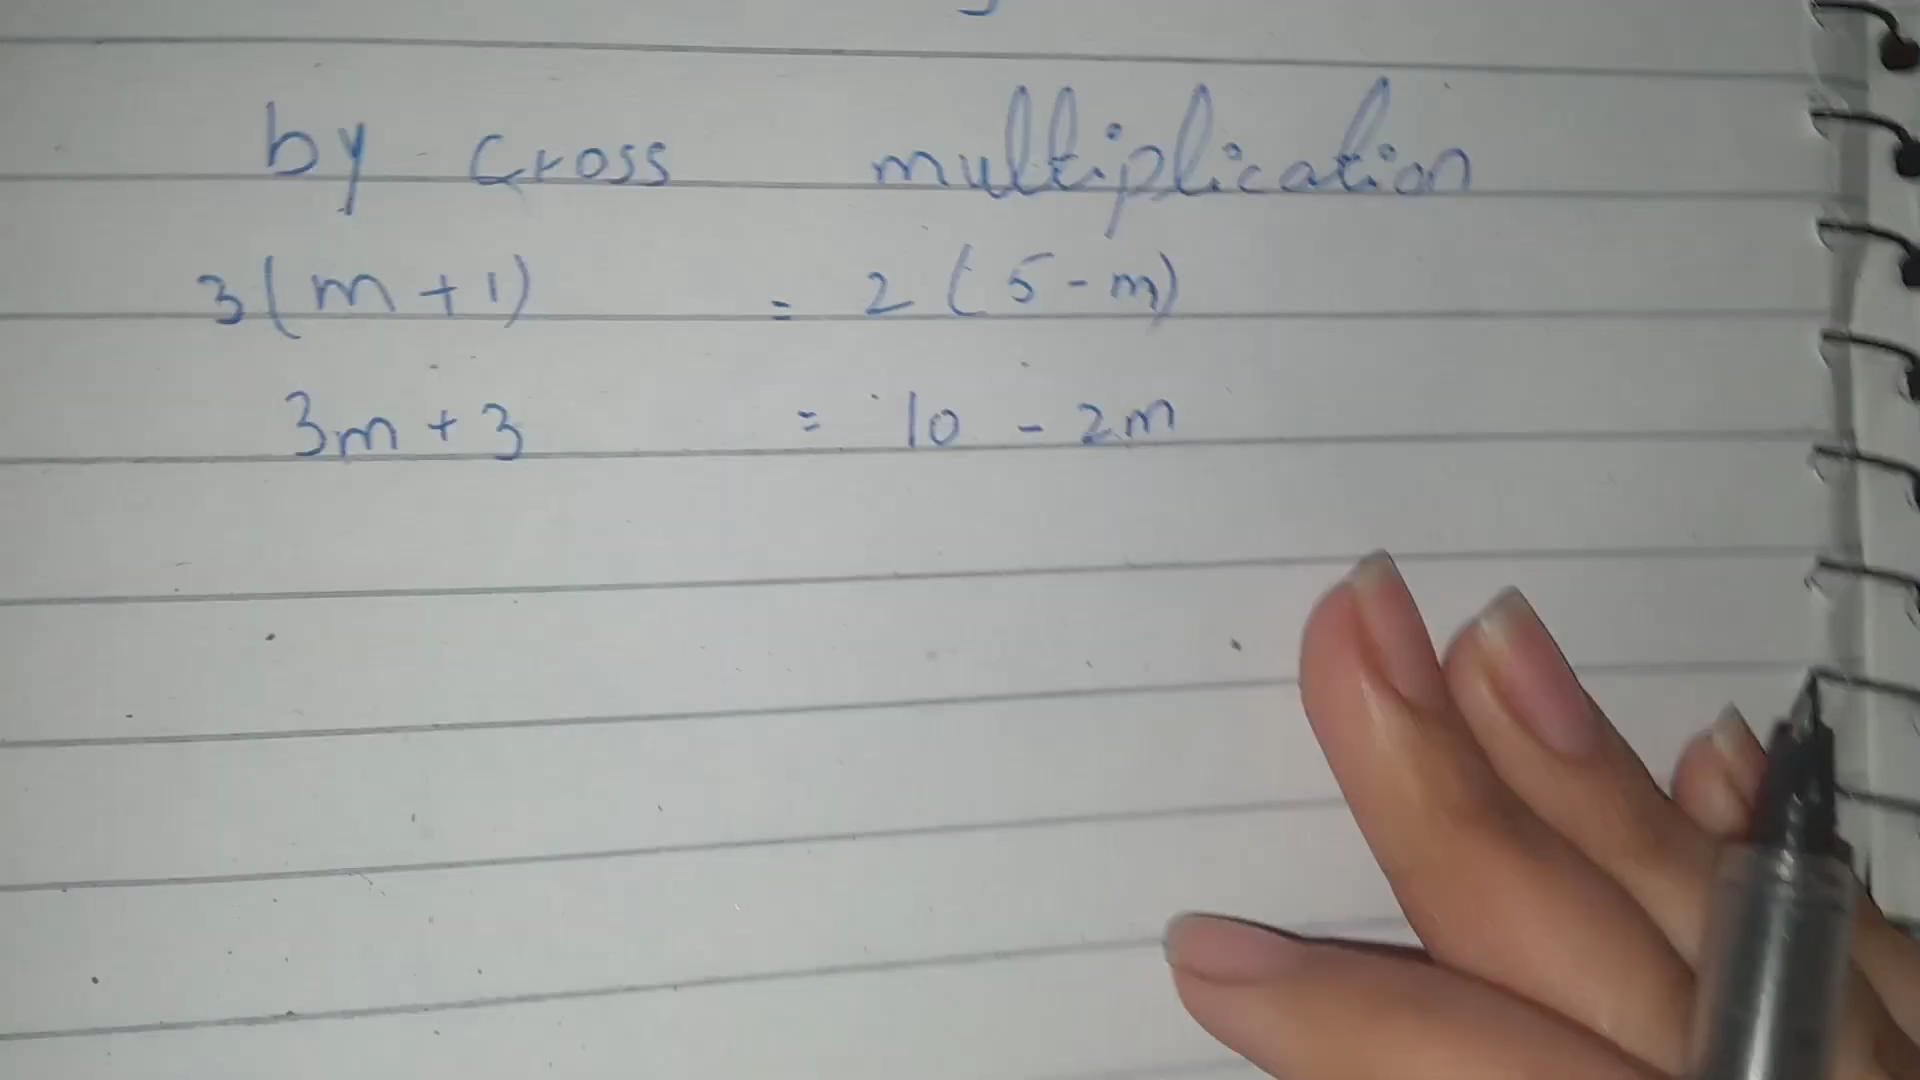 by cross multiplication
3(m+1) = 2(5-m)
3m+3 = 10 - 2m